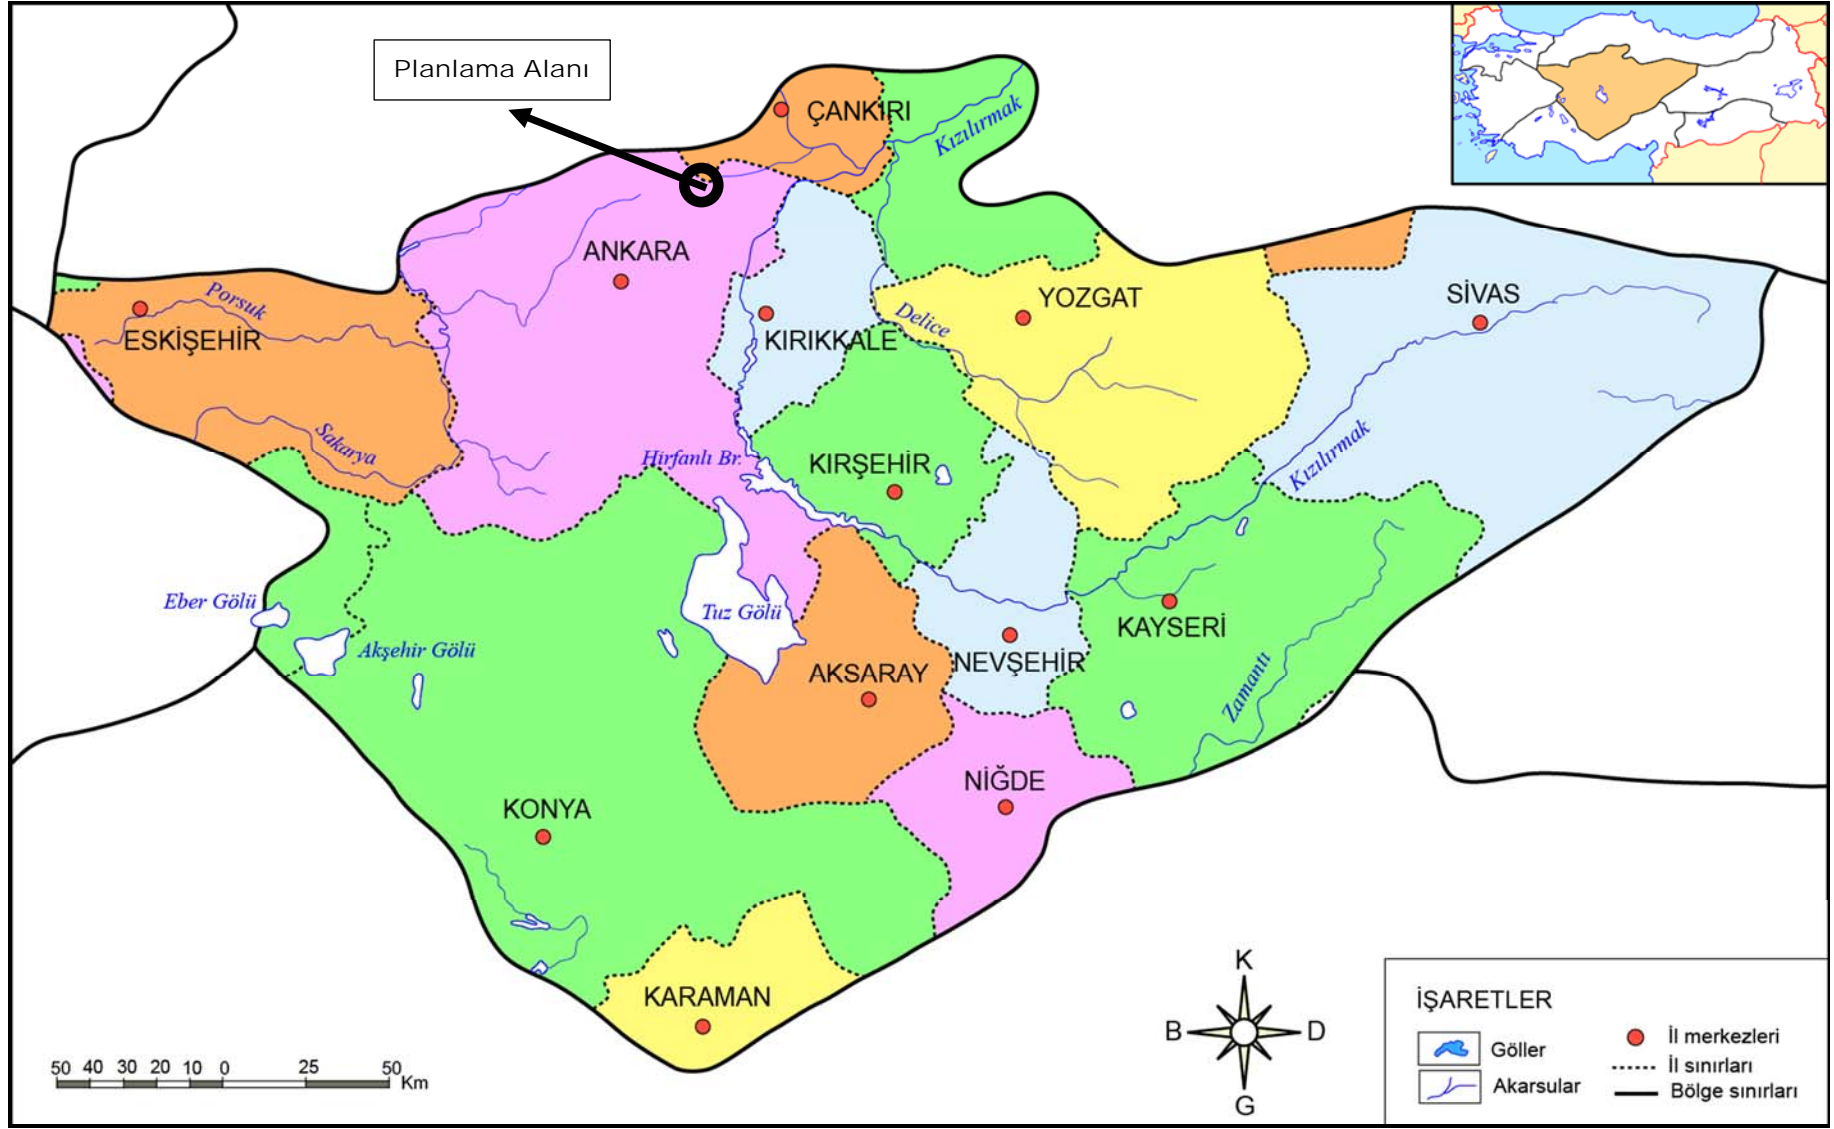 Planlama Alanı
ÇANKIRI
Kızılırmak
ANKARA
ESKİŞEHİR
Porsuk
Sakarya
KIRIKKALE
Delice
YOZGAT
SİVAS
Kızılırmak
Hirfanlı Br.
KIRŞEHİR
Eber Gölü
Akşehir Gölü
Tuz Gölü
AKSARAY
NEVŞEHİR
KAYSERİ
Zamantı
NİĞDE
KONYA
KARAMAN
50 40 30 20 10 0 25 50 Km
K
B D
G
İŞARETLER
Göller
Akarsular
İl merkezleri
İl sınırları
Bölge sınırları